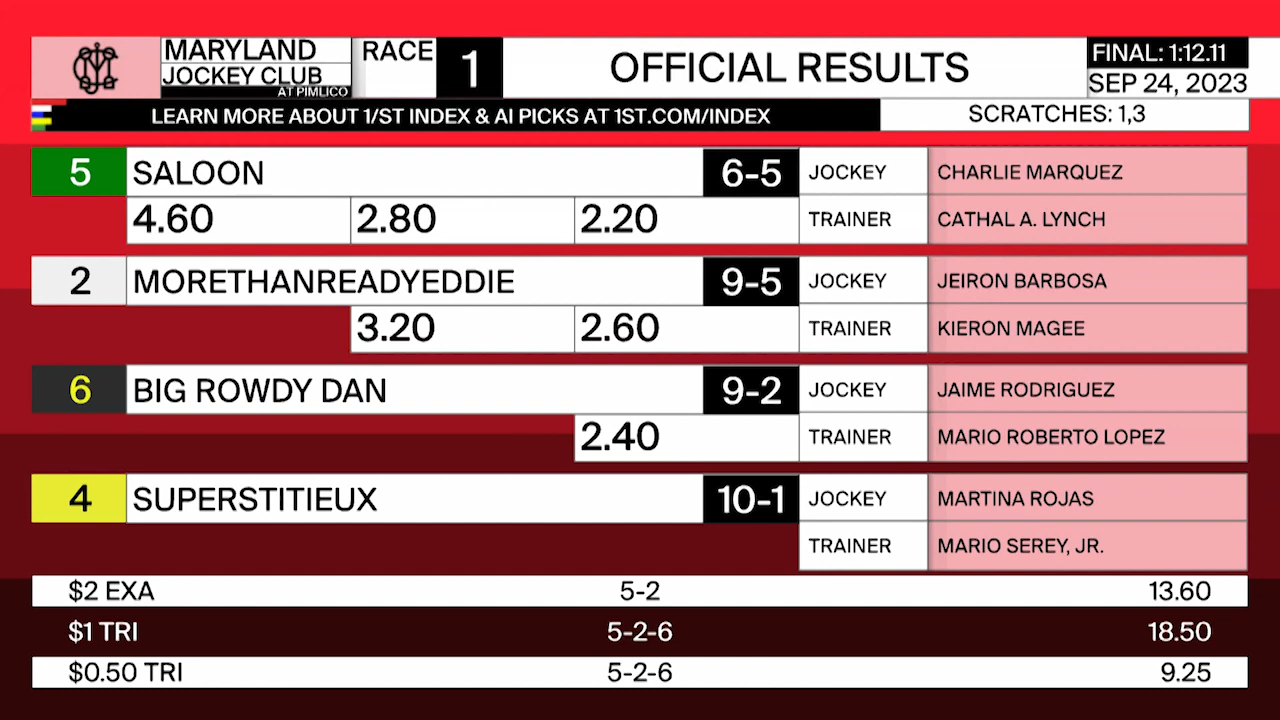 MARYLAND
JOCKEY CLUB
AT PIMLICO
RACE 1
OFFICIAL RESULTS
FINAL: 1:12.11
SEP 24, 2023
LEARN MORE ABOUT 1/ST INDEX & AI PICKS AT 1ST.COM/INDEX
SCRATCHES: 1,3
5 SALOON 6-5 JOCKEY CHARLIE MARQUEZ
4.60 2.80 2.20 TRAINER CATHAL A. LYNCH
2 MORETHANREADYEDDIE 9-5 JOCKEY JEIRON BARBOSA
3.20 2.60 TRAINER KIERON MAGEE
6 BIG ROWDY DAN 9-2 JOCKEY JAIME RODRIGUEZ
2.40 TRAINER MARIO ROBERTO LOPEZ
4 SUPERSTITIEUX 10-1 JOCKEY MARTINA ROJAS
TRAINER MARIO SEREY, JR.
$2 EXA 5-2 13.60
$1 TRI 5-2-6 18.50
$0.50 TRI 5-2-6 9.25